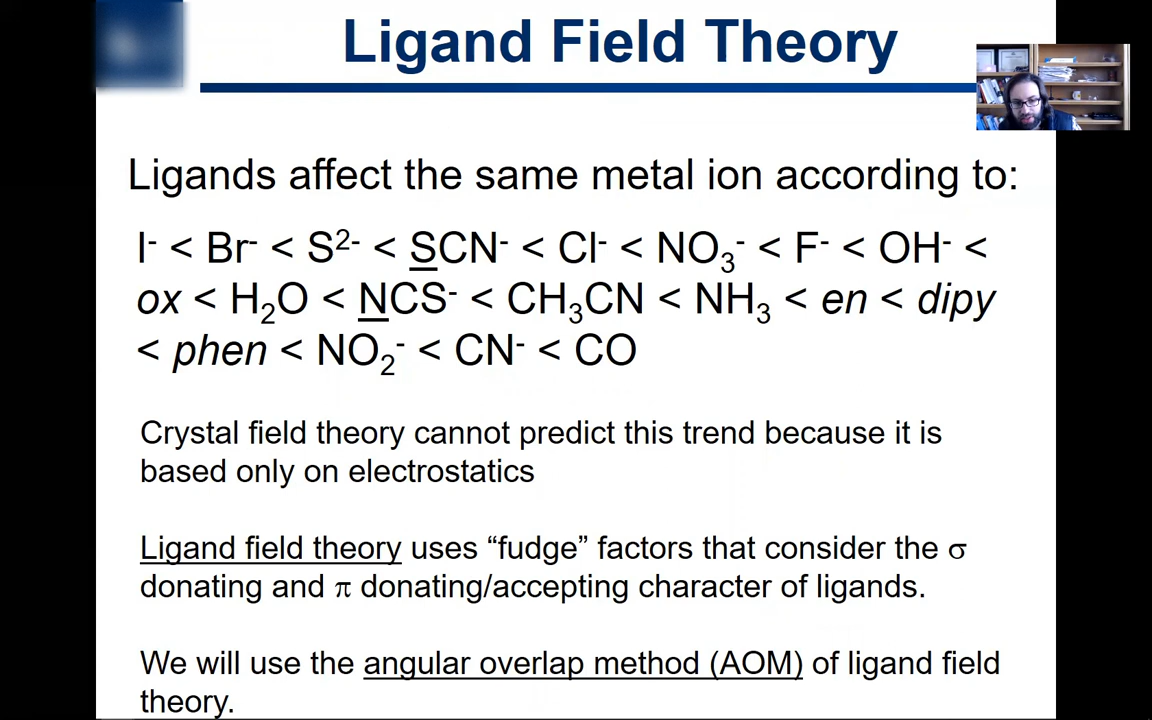 Ligand Field Theory
Ligands affect the same metal ion according to:
I⁻ < Br⁻ < S²⁻ < SCN⁻ < Cl⁻ < NO₃⁻ < F⁻ < OH⁻ <
ox < H₂O < NCS⁻ < CH₃CN < NH₃ < en < dipy
< phen < NO₂⁻ < CN⁻ < CO
Crystal field theory cannot predict this trend because it is
based only on electrostatics
Ligand field theory uses “fudge” factors that consider the σ
donating and π donating/accepting character of ligands.
We will use the angular overlap method (AOM) of ligand field
theory.